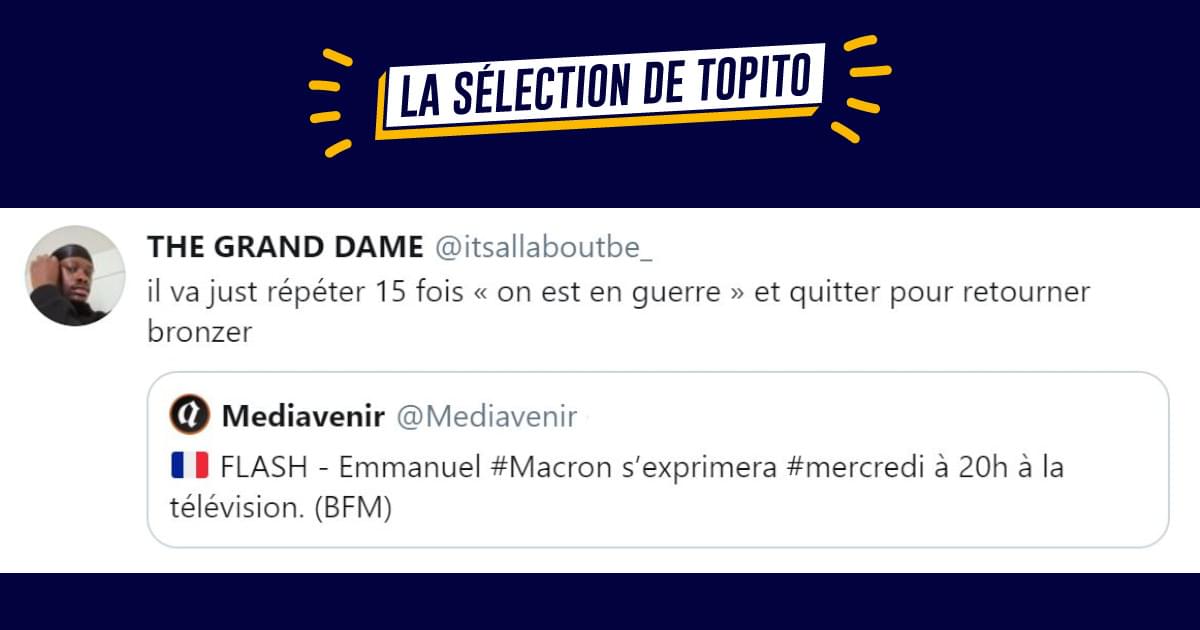 LA SÉLECTION DE TOPITO
THE GRAND DAME @itsallaboutbe_
il va just répéter 15 fois « on est en guerre » et quitter pour retourner
bronzer
Mediavenir @Mediavenir
FLASH - Emmanuel #Macron s’exprimera #mercredi à 20h à la
télévision. (BFM)